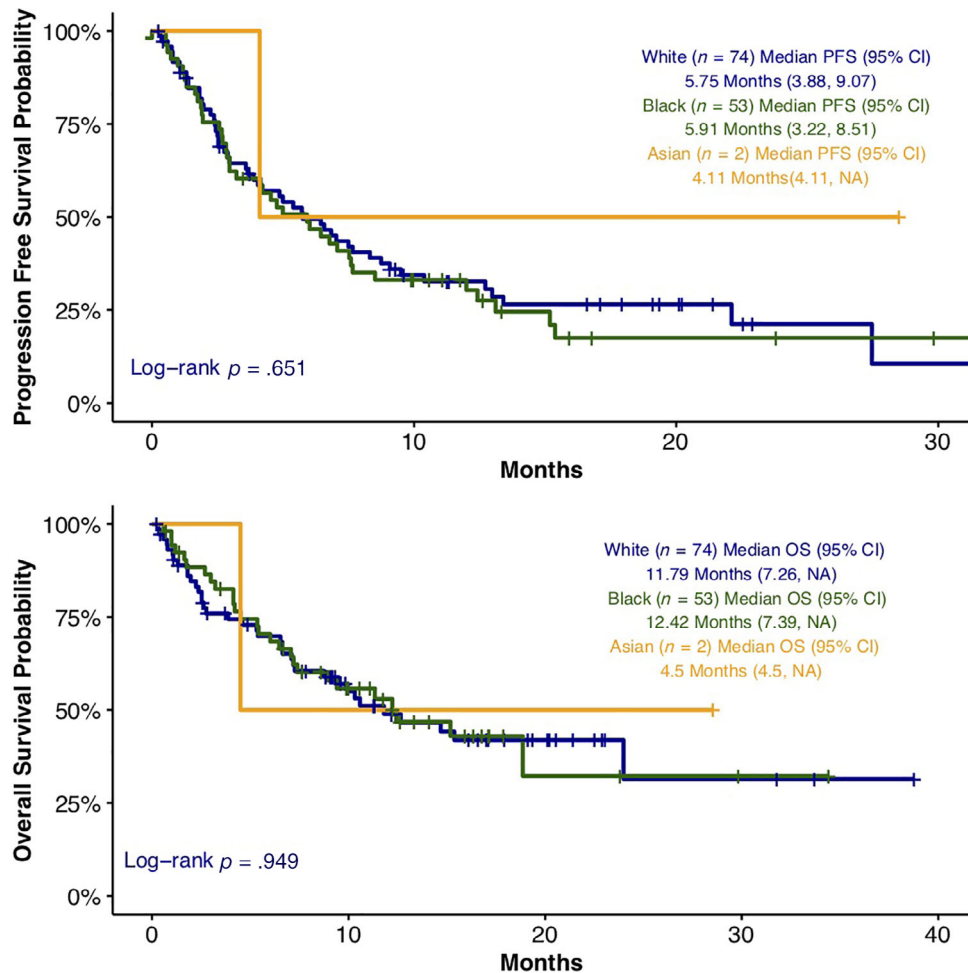 Progression Free Survival Probability
100%
75%
50%
25%
0%
White (n = 74) Median PFS (95% CI)
5.75 Months (3.88, 9.07)
Black (n = 53) Median PFS (95% CI)
5.91 Months (3.22, 8.51)
Asian (n = 2) Median PFS (95% CI)
4.11 Months(4.11, NA)
Log–rank p = .651
0 10 20 30
Months
Overall Survival Probability
100%
75%
50%
25%
0%
White (n = 74) Median OS (95% CI)
11.79 Months (7.26, NA)
Black (n = 53) Median OS (95% CI)
12.42 Months (7.39, NA)
Asian (n = 2) Median OS (95% CI)
4.5 Months (4.5, NA)
Log–rank p = .949
0 10 20 30 40
Months